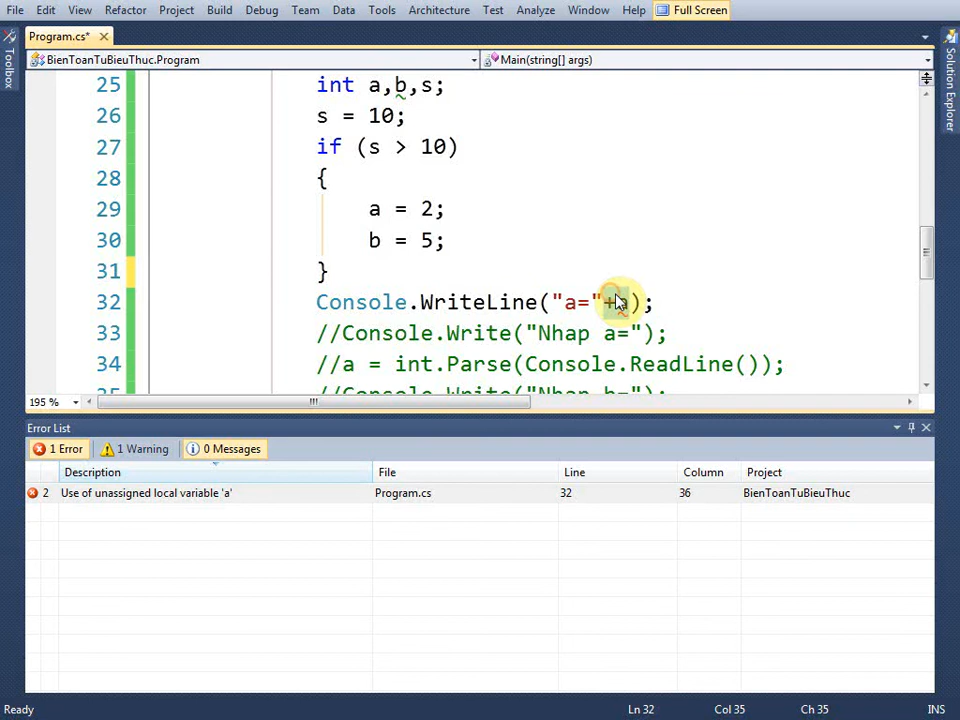 File Edit View Refactor Project Build Debug Team Data Tools Architecture Test Analyze Window Help Full Screen
Program.cs*
Toolbox
Solution Explorer
BienToanTuBieuThuc.Program Main(string[] args)
25 int a,b,s;
26 s = 10;
27 if (s > 10)
28 {
29 a = 2;
30 b = 5;
31 }
32 Console.WriteLine("a="+a);
33 //Console.Write("Nhap a=");
34 //a = int.Parse(Console.ReadLine());
35 //Console.Write("Nhap b=");
195 %
Error List
1 Error 1 Warning 0 Messages
Description File Line Column Project
2 Use of unassigned local variable 'a' Program.cs 32 36 BienToanTuBieuThuc
Ready Ln 32 Col 35 Ch 35 INS